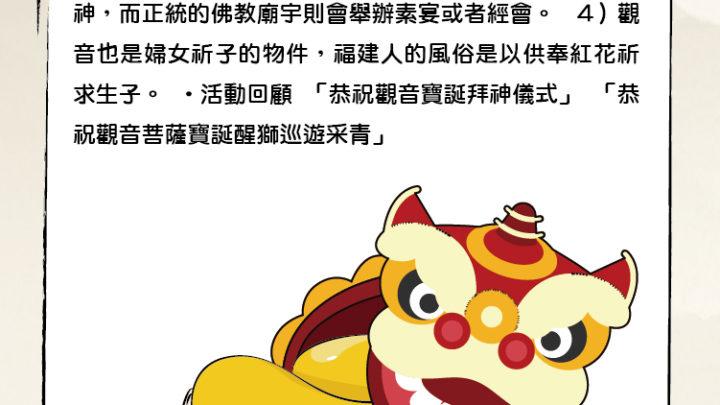 神，而正統的佛教廟宇則會舉辦素宴或者經會。 4）觀
音也是婦女祈子的物件，福建人的風俗是以供奉紅花祈
求生子。 ・活動回顧 「恭祝觀音寶誕拜神儀式」 「恭
祝觀音菩薩寶誕醒獅巡遊采青」